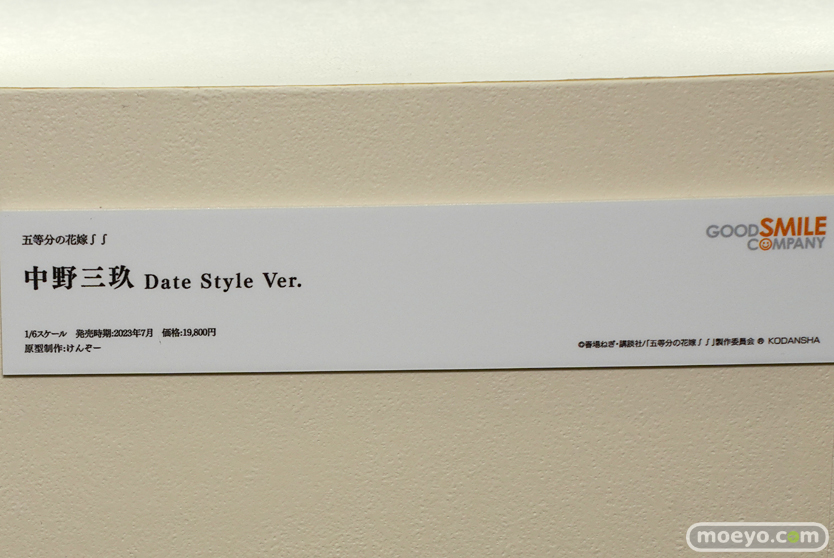 五等分の花嫁∬
中野三玖 Date Style Ver.
1/6スケール 発売時期:2023年7月 価格:19,800円
原型制作:けんぞー
GOOD SMILE
COMPANY
©春場ねぎ・講談社/「五等分の花嫁∬」製作委員会 ® KODANSHA
moeyo.com